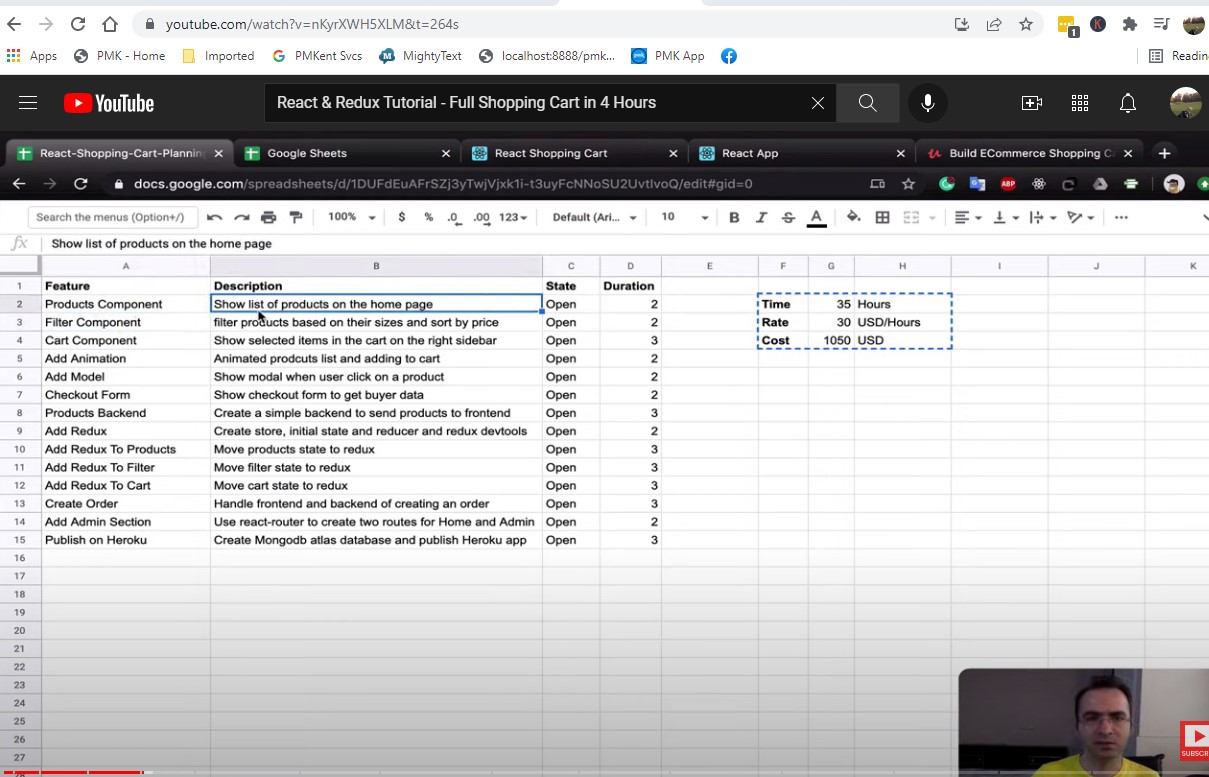 youtube.com/watch?v=nKyrXWH5XLM&t=264s
1
K
Apps PMK - Home Imported PMKent Svcs MightyText localhost:8888/pmk... PMK App Readin
YouTube React & Redux Tutorial - Full Shopping Cart in 4 Hours
React-Shopping-Cart-Plannin Google Sheets React Shopping Cart React App Build ECommerce Shopping C
docs.google.com/spreadsheets/d/1DUFdEuAFrSZj3yTwjVjxk1i-t3uyFcNNoSU2UvtIvoQ/edit#gid=0 ABP
Search the menus (Option+/) 100% $ % .0 .00 123 Default (Ari... 10 B I S A
fx Show list of products on the home page
A B C D E F G H I J K
1 Feature Description State Duration
2 Products Component Show list of products on the home page Open 2 Time 35 Hours
3 Filter Component filter products based on their sizes and sort by price Open 2 Rate 30 USD/Hours
4 Cart Component Show selected items in the cart on the right sidebar Open 3 Cost 1050 USD
5 Add Animation Animated prodcuts list and adding to cart Open 2
6 Add Model Show modal when user click on a product Open 2
7 Checkout Form Show checkout form to get buyer data Open 2
8 Products Backend Create a simple backend to send products to frontend Open 3
9 Add Redux Create store, initial state and reducer and redux devtools Open 2
10 Add Redux To Products Move products state to redux Open 3
11 Add Redux To Filter Move filter state to redux Open 3
12 Add Redux To Cart Move cart state to redux Open 3
13 Create Order Handle frontend and backend of creating an order Open 3
14 Add Admin Section Use react-router to create two routes for Home and Admin Open 2
15 Publish on Heroku Create Mongodb atlas database and publish Heroku app Open 3
16
17
18
19
20
21
22
23
24
25
26
27
SUBSCR